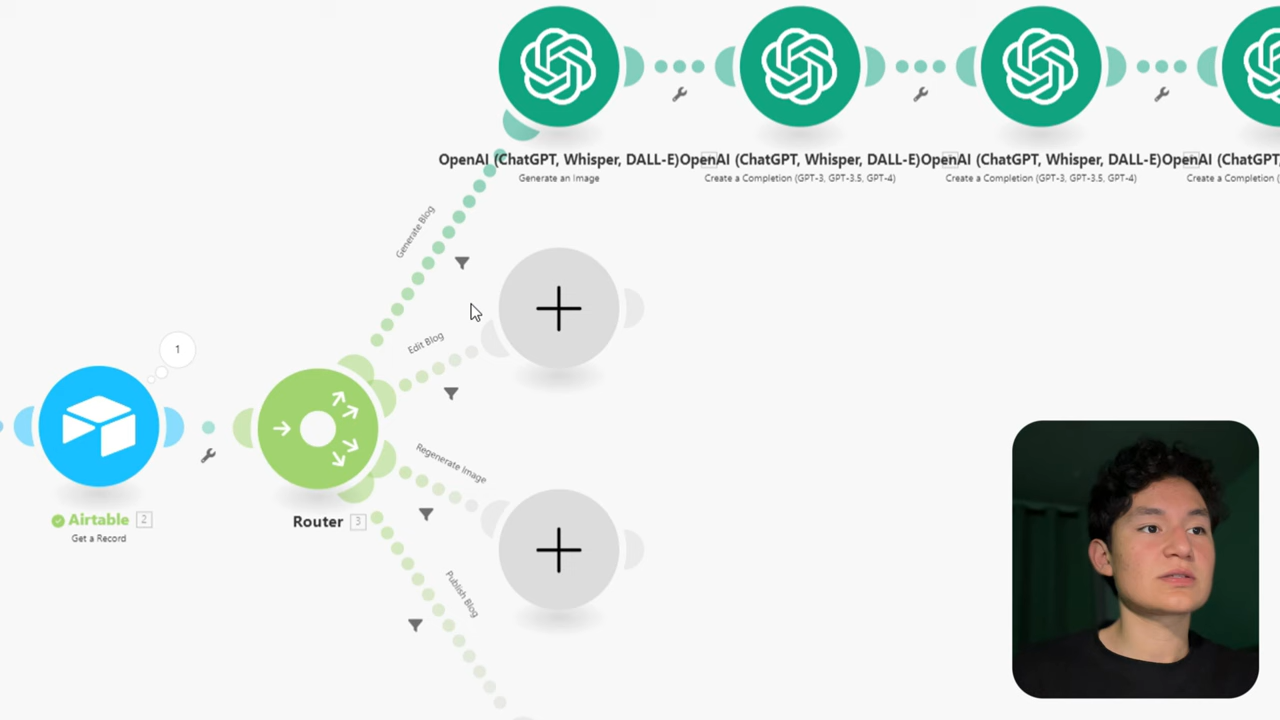 OpenAI (ChatGPT, Whisper, DALL-E)
Generate an Image
OpenAI (ChatGPT, Whisper, DALL-E)
Create a Completion (GPT-3, GPT-3.5, GPT-4)
OpenAI (ChatGPT, Whisper, DALL-E)
Create a Completion (GPT-3, GPT-3.5, GPT-4)
OpenAI (ChatGPT,
Create a Completion (
Generate Blog
Edit Blog
1
Regenerate Image
Airtable 2
Get a Record
Router 3
Publish Blog